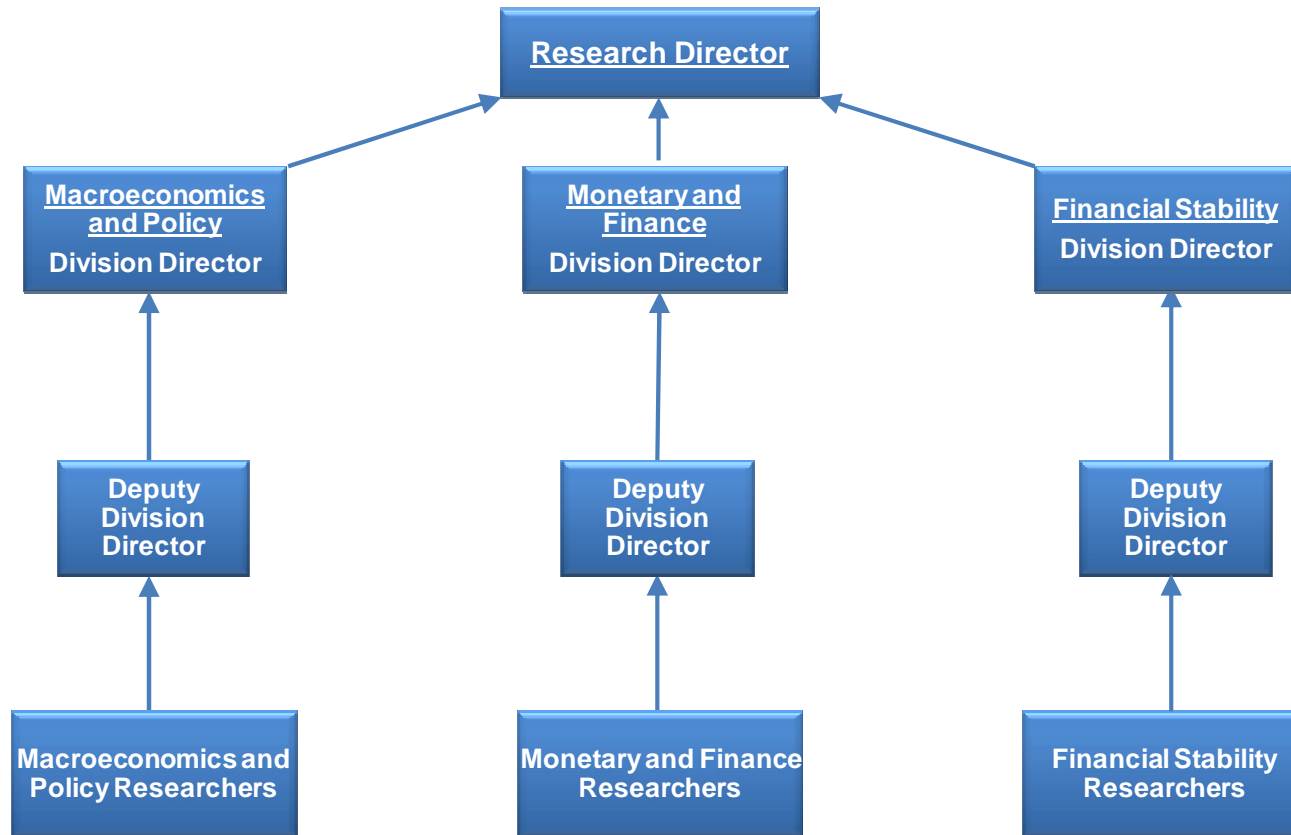 Research Director
Macroeconomics
and Policy
Division Director
Monetary and
Finance
Division Director
Financial Stability
Division Director
Deputy
Division
Director
Deputy
Division
Director
Deputy
Division
Director
Macroeconomics and
Policy Researchers
Monetary and Finance
Researchers
Financial Stability
Researchers